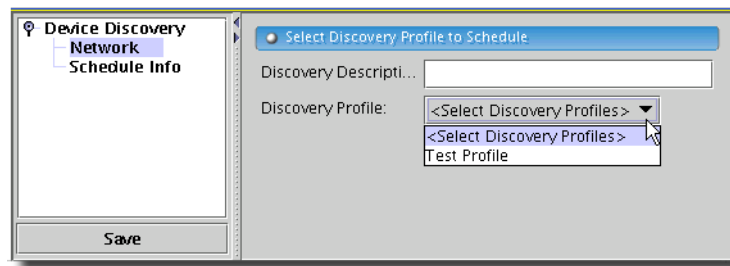 Device Discovery
Network
Schedule Info
Save
Select Discovery Profile to Schedule
Discovery Descripti...
Discovery Profile:
<Select Discovery Profiles>
<Select Discovery Profiles>
Test Profile